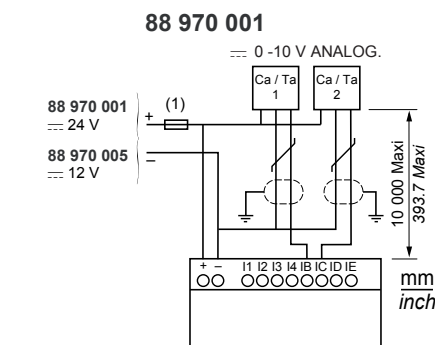 88 970 001
⎓ 0 -10 V ANALOG.
Ca / Ta
1
Ca / Ta
2
88 970 001
⎓ 24 V
+
(1)
88 970 005
⎓ 12 V
–
10 000 Maxi
393.7 Maxi
+ – I1 I2 I3 I4 IB IC ID IE
mm
inch